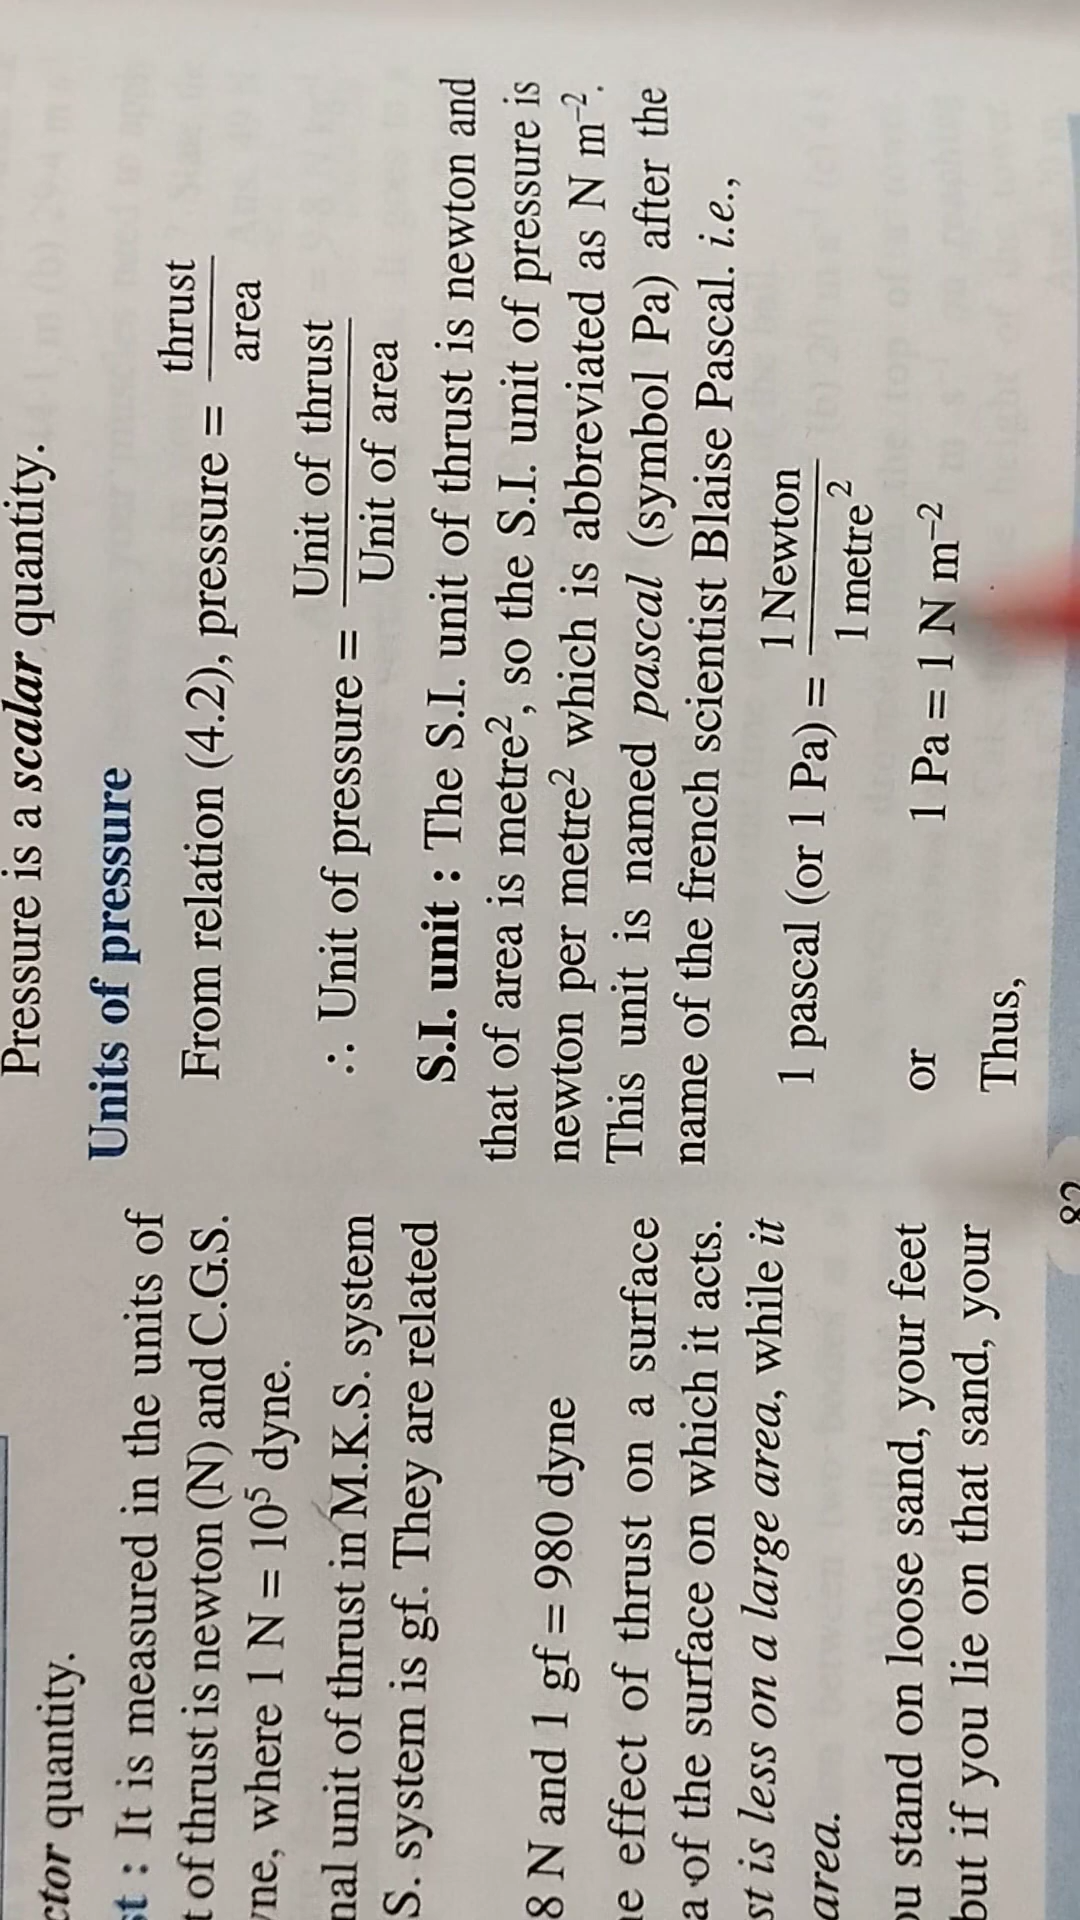 ctor quantity.
st : It is measured in the units of
t of thrust is newton (N) and C.G.S.
yne, where 1 N = 10⁵ dyne.
nal unit of thrust in M.K.S. system
S. system is gf. They are related
8 N and 1 gf = 980 dyne
e effect of thrust on a surface
a of the surface on which it acts.
st is less on a large area, while it
area.
ou stand on loose sand, your feet
but if you lie on that sand, your
Pressure is a scalar quantity.
Units of pressure
From relation (4.2), pressure = thrust / area
∴ Unit of pressure = Unit of thrust / Unit of area
S.I. unit : The S.I. unit of thrust is newton and
that of area is metre², so the S.I. unit of pressure is
newton per metre² which is abbreviated as N m⁻².
This unit is named pascal (symbol Pa) after the
name of the french scientist Blaise Pascal. i.e.,
1 pascal (or 1 Pa) = 1 Newton / 1 metre²
or 1 Pa = 1 N m⁻²
Thus,